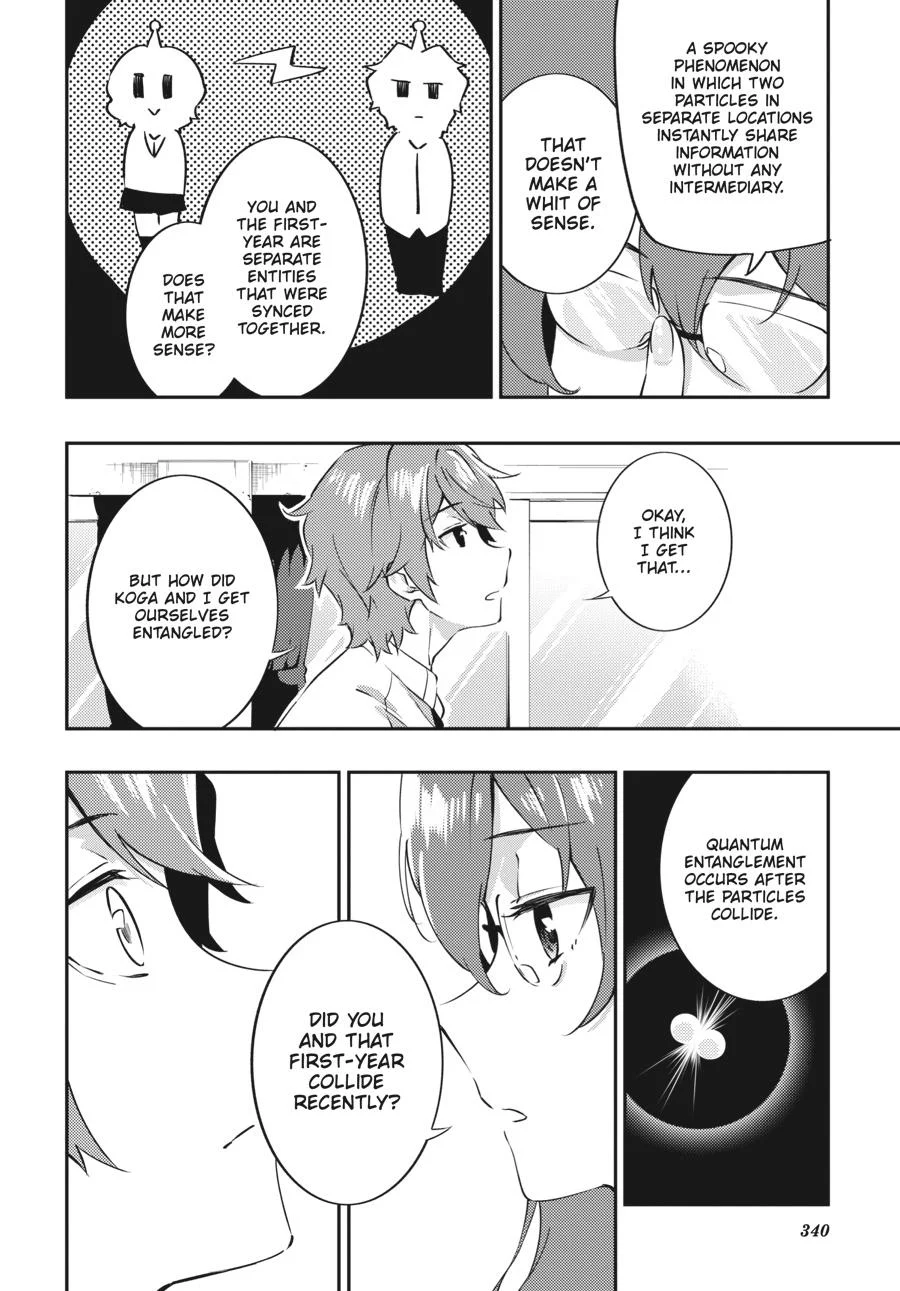 A SPOOKY
PHENOMENON
IN WHICH TWO
PARTICLES IN
SEPARATE LOCATIONS
INSTANTLY SHARE
INFORMATION
WITHOUT ANY
INTERMEDIARY.
THAT
DOESN'T
MAKE A
WHIT OF
SENSE.
YOU AND
THE FIRST-
YEAR ARE
SEPARATE
ENTITIES
THAT WERE
SYNCED
TOGETHER.
DOES
THAT
MAKE
MORE
SENSE?
OKAY,
I THINK
I GET
THAT...
BUT HOW DID
KOGA AND I GET
OURSELVES
ENTANGLED?
QUANTUM
ENTANGLEMENT
OCCURS AFTER
THE PARTICLES
COLLIDE.
DID YOU
AND THAT
FIRST-YEAR
COLLIDE
RECENTLY?
340